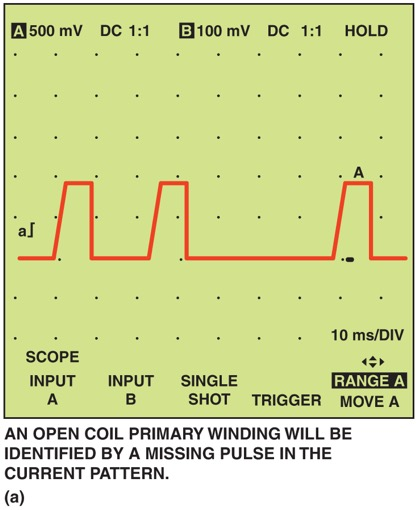 A 500 mV DC 1:1 B 100 mV DC 1:1 HOLD
A
a∫
10 ms/DIV
SCOPE
INPUT INPUT SINGLE RANGE A
A B SHOT TRIGGER MOVE A
AN OPEN COIL PRIMARY WINDING WILL BE
IDENTIFIED BY A MISSING PULSE IN THE
CURRENT PATTERN.
(a)